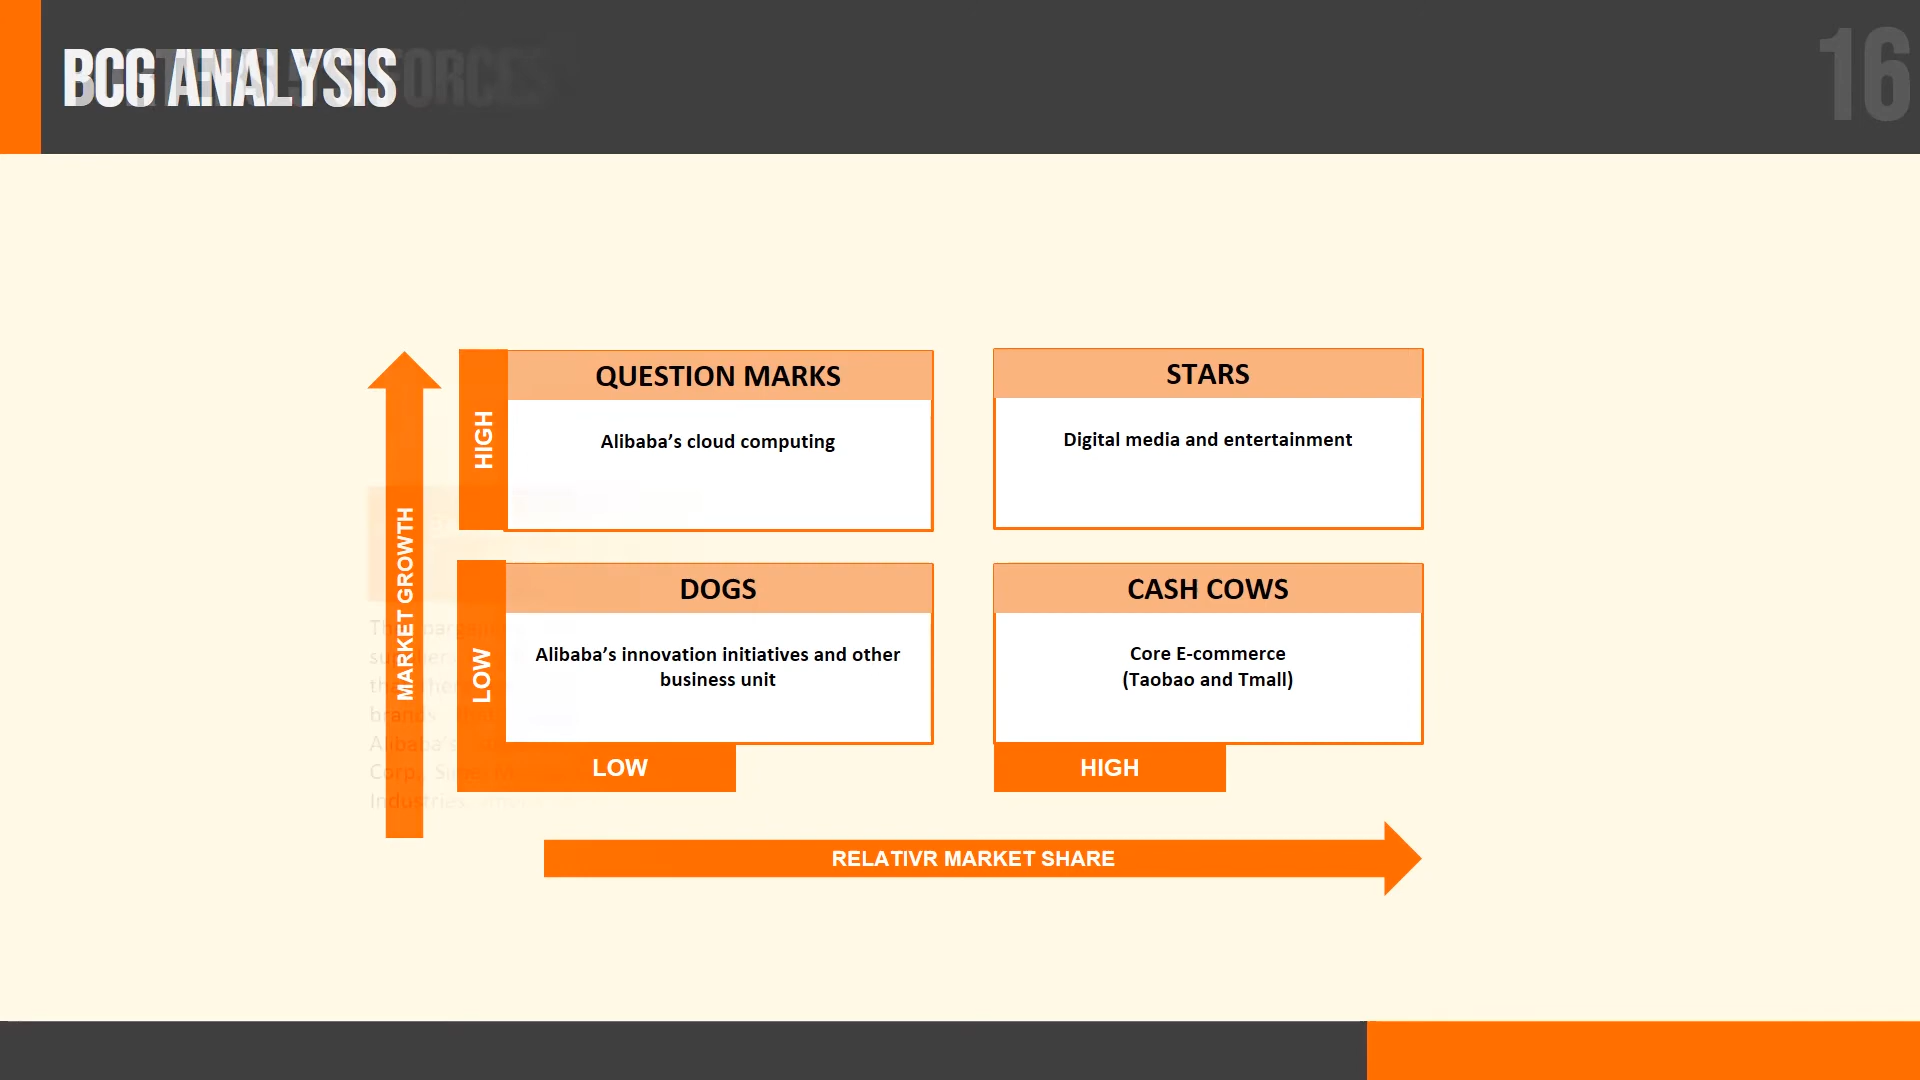 BCG ANALYSIS
16
QUESTION MARKS
Alibaba’s cloud computing
STARS
Digital media and entertainment
HIGH
MARKET GROWTH
DOGS
Alibaba’s innovation initiatives and other
business unit
CASH COWS
Core E-commerce
(Taobao and Tmall)
LOW
LOW
HIGH
RELATIVR MARKET SHARE